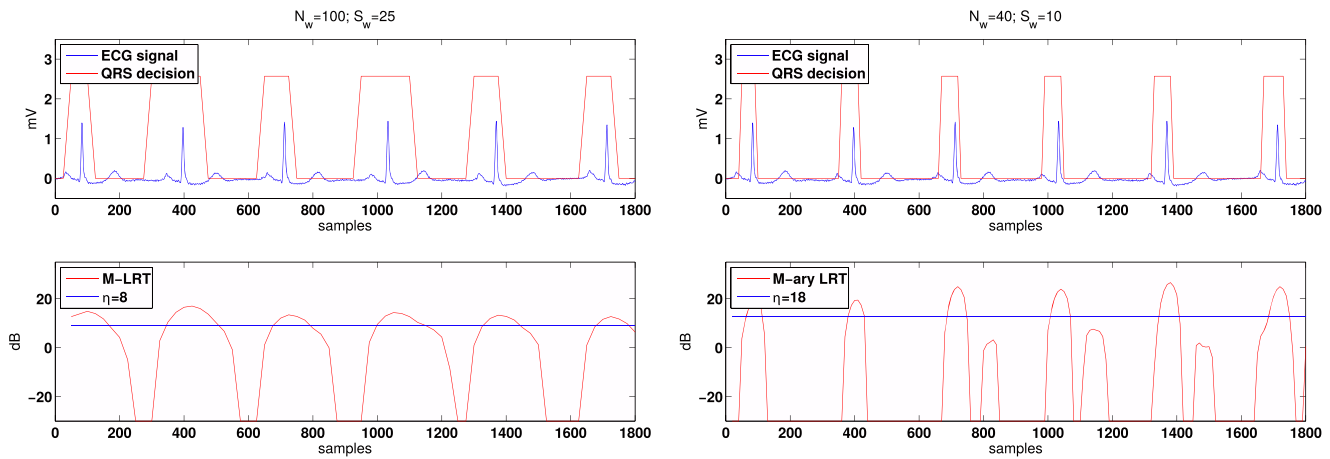 N_w=100; S_w=25
ECG signal
QRS decision
mV
3
2
1
0
0 200 400 600 800 1000 1200 1400 1600 1800
samples
M-LRT
η=8
dB
20
0
−20
0 200 400 600 800 1000 1200 1400 1600 1800
samples
N_w=40; S_w=10
ECG signal
QRS decision
mV
3
2
1
0
0 200 400 600 800 1000 1200 1400 1600 1800
samples
M-ary LRT
η=18
dB
20
0
−20
0 200 400 600 800 1000 1200 1400 1600 1800
samples